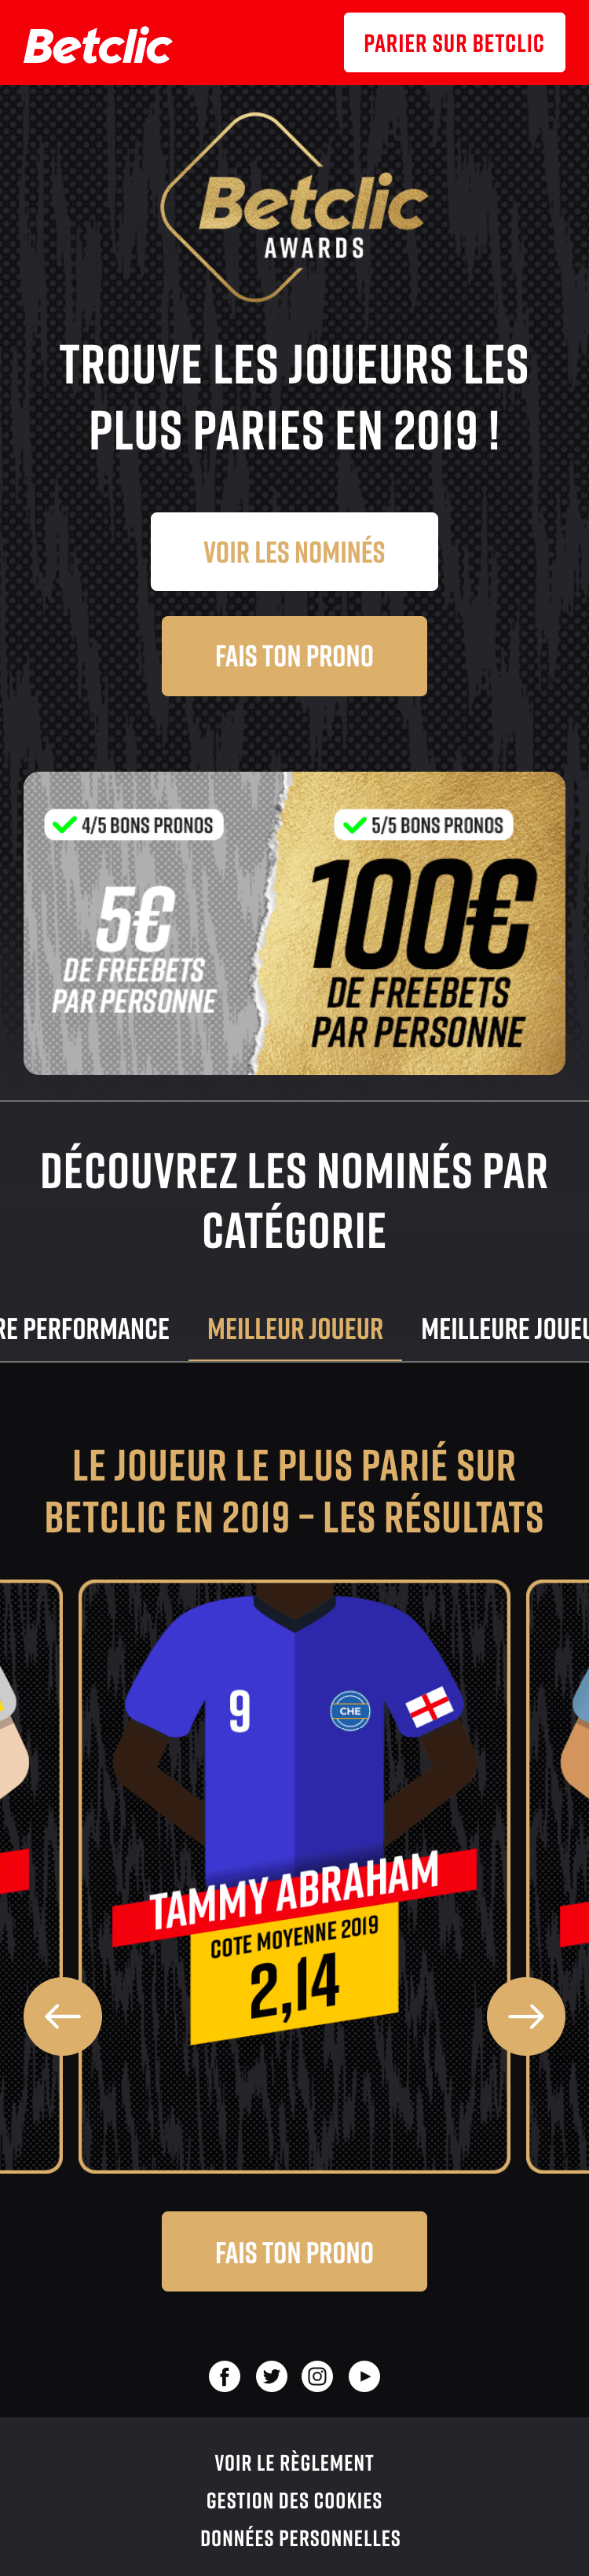 Betclic
PARIER SUR BETCLIC
Betclic
AWARDS
TROUVE LES JOUEURS LES
PLUS PARIES EN 2019 !
VOIR LES NOMINÉS
FAIS TON PRONO
4/5 BONS PRONOS
5€
DE FREEBETS
PAR PERSONNE
5/5 BONS PRONOS
100€
DE FREEBETS
PAR PERSONNE
DÉCOUVREZ LES NOMINÉS PAR
CATÉGORIE
RE PERFORMANCE MEILLEUR JOUEUR MEILLEURE JOUEU
LE JOUEUR LE PLUS PARIÉ SUR
BETCLIC EN 2019 – LES RÉSULTATS
9
CHE
TAMMY ABRAHAM
COTE MOYENNE 2019
2,14
FAIS TON PRONO
VOIR LE RÈGLEMENT
GESTION DES COOKIES
DONNÉES PERSONNELLES